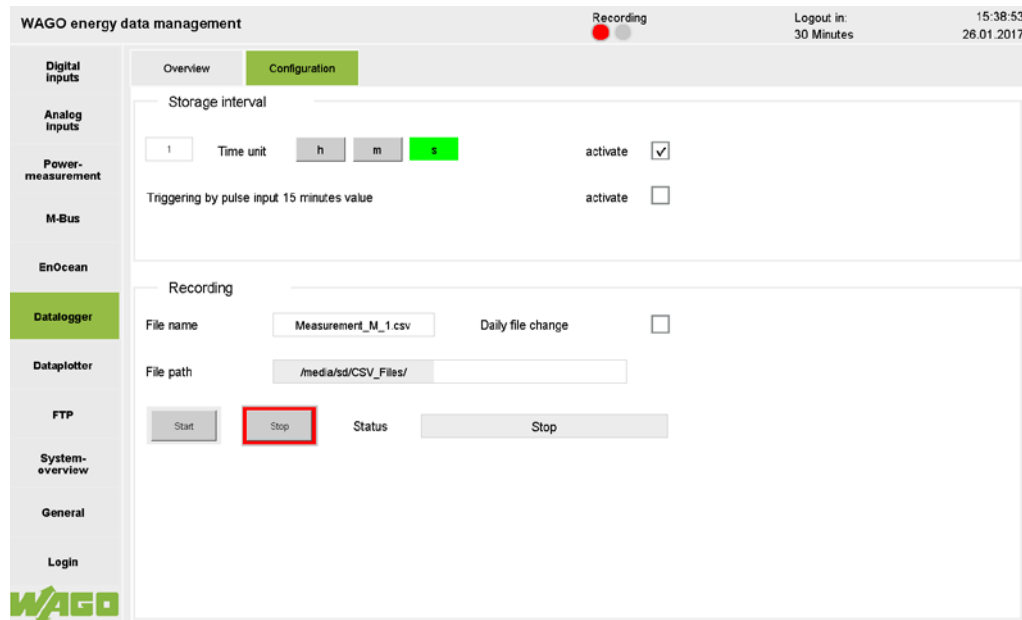 WAGO energy data management
Recording
Logout in:
30 Minutes
15:38:53
26.01.2017
Digital
inputs
Analog
inputs
Power-
measurement
M-Bus
EnOcean
Datalogger
Dataplotter
FTP
System-
overview
General
Login
WAGO
Overview
Configuration
Storage interval
1
Time unit
h
m
s
activate
Triggering by pulse input 15 minutes value
activate
Recording
File name
Measurement_M_1.csv
Daily file change
File path
/media/sd/CSV_Files/
Start
Stop
Status
Stop